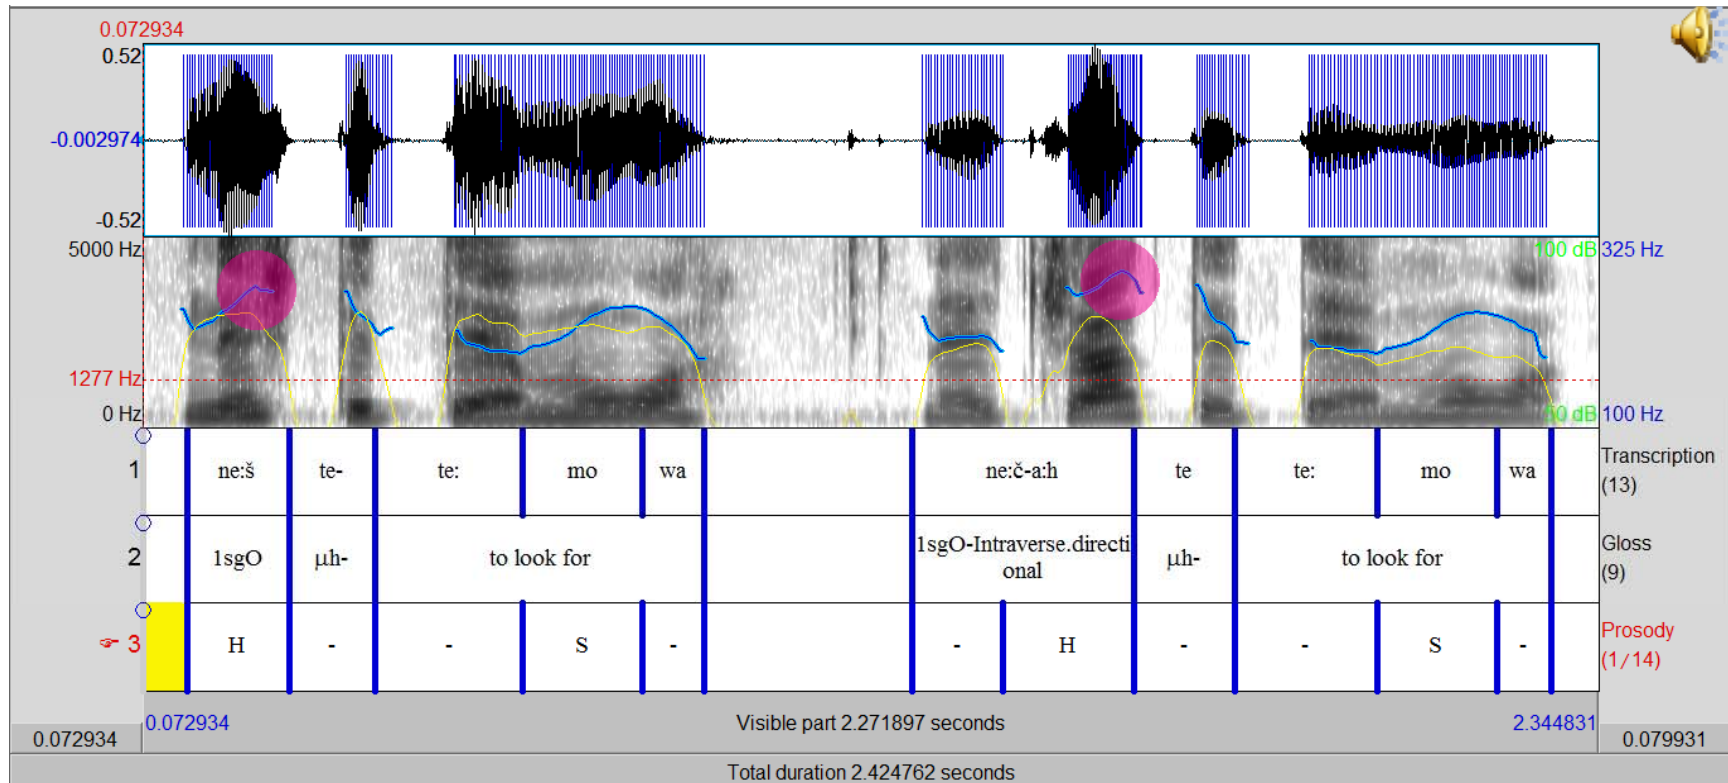 0.072934
0.52
-0.002974
-0.52
5000 Hz 100 dB 325 Hz
1277 Hz
0 Hz 50 dB 100 Hz
1 ne:š te- te: mo wa ne:č-a:h te te: mo wa Transcription
(13)
2 1sgO µh- to look for 1sgO-Intraverse.directi
onal µh- to look for Gloss
(9)
☞ 3 H - - S - - H - - S - Prosody
(1/14)
0.072934 Visible part 2.271897 seconds 2.344831
0.072934 0.079931
Total duration 2.424762 seconds